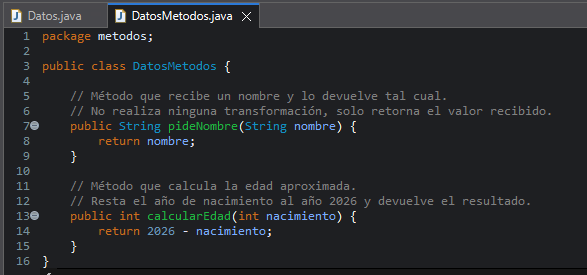 Datos.java DatosMetodos.java
1 package metodos;
2
3 public class DatosMetodos {
4
5 // Método que recibe un nombre y lo devuelve tal cual.
6 // No realiza ninguna transformación, solo retorna el valor recibido.
7 public String pideNombre(String nombre) {
8 return nombre;
9 }
10
11 // Método que calcula la edad aproximada.
12 // Resta el año de nacimiento al año 2026 y devuelve el resultado.
13 public int calcularEdad(int nacimiento) {
14 return 2026 - nacimiento;
15 }
16 }